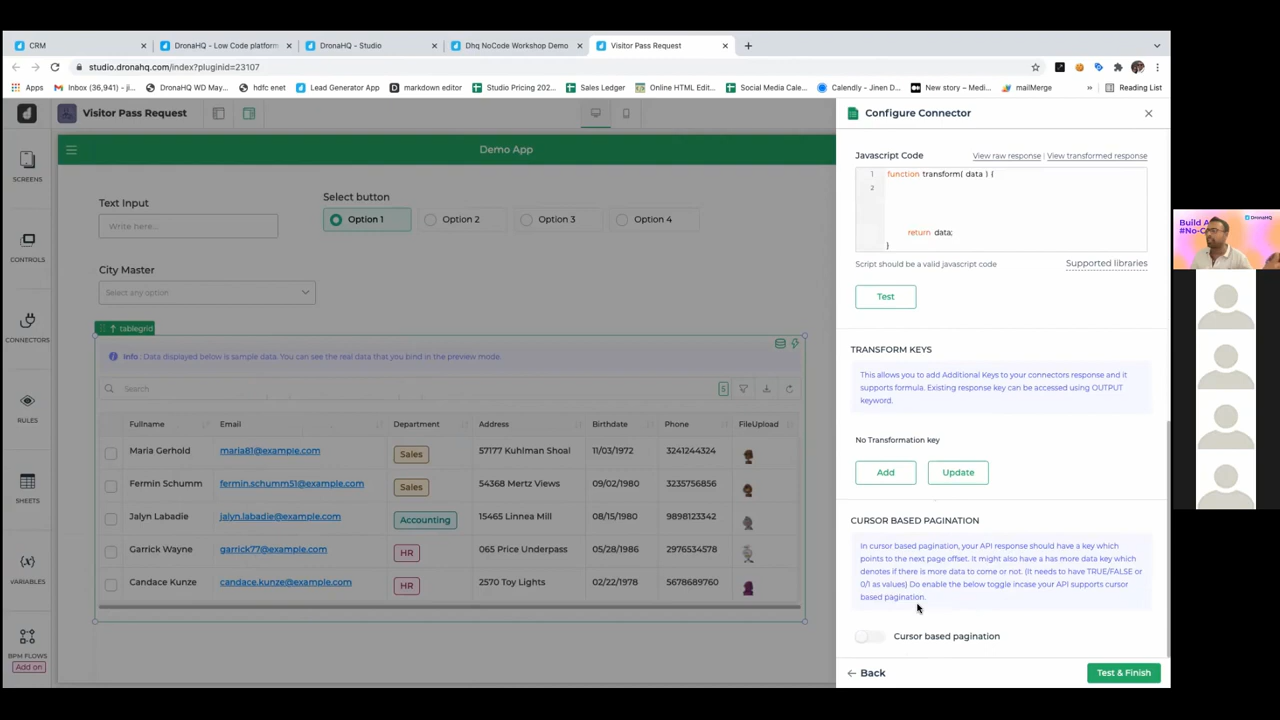 CRM
DronaHQ - Low Code platform
DronaHQ - Studio
Dhq NoCode Workshop Demo
Visitor Pass Request
studio.dronahq.com/index?pluginid=23107
Apps
Inbox (36,941) - ji...
DronaHQ WD May...
hdfc enet
Lead Generator App
markdown editor
Studio Pricing 202...
Sales Ledger
Online HTML Edit...
Social Media Cale...
Calendly - Jinen D...
New story – Medi...
mailMerge
»
Reading List
Visitor Pass Request
SCREENS
CONTROLS
CONNECTORS
RULES
SHEETS
VARIABLES
BPM FLOWS
Add on
Demo App
Text Input
Write here...
Select button
Option 1
Option 2
Option 3
Option 4
City Master
Select any option
tablegrid
Info : Data displayed below is sample data. You can see the real data that you bind in the preview mode.
Search
5
Fullname Email Department Address Birthdate Phone FileUpload
Maria Gerhold maria81@example.com Sales 57177 Kuhlman Shoal 11/03/1972 3241244324
Fermin Schumm fermin.schumm51@example.com Sales 54368 Mertz Views 09/02/1980 3235756856
Jalyn Labadie jalyn.labadie@example.com Accounting 15465 Linnea Mill 08/15/1980 9898123342
Garrick Wayne garrick77@example.com HR 065 Price Underpass 05/28/1986 2976534578
Candace Kunze candace.kunze@example.com HR 2570 Toy Lights 02/22/1978 5678689760
Configure Connector
Javascript Code
View raw response | View transformed response
1 function transform( data ) {
2
return data;
}
Script should be a valid javascript code
Supported libraries
Test
TRANSFORM KEYS
This allows you to add Additional Keys to your connectors response and it
supports formula. Existing response key can be accessed using OUTPUT
keyword.
No Transformation key
Add
Update
CURSOR BASED PAGINATION
In cursor based pagination, your API response should have a key which
points to the next page offset. It might also have a has more data key which
denotes if there is more data to come or not. (It needs to have TRUE/FALSE or
0/1 as values) Do enable the below toggle incase your API supports cursor
based pagination.
Cursor based pagination
Back
Test & Finish
DronaHQ
Build A
#No-C